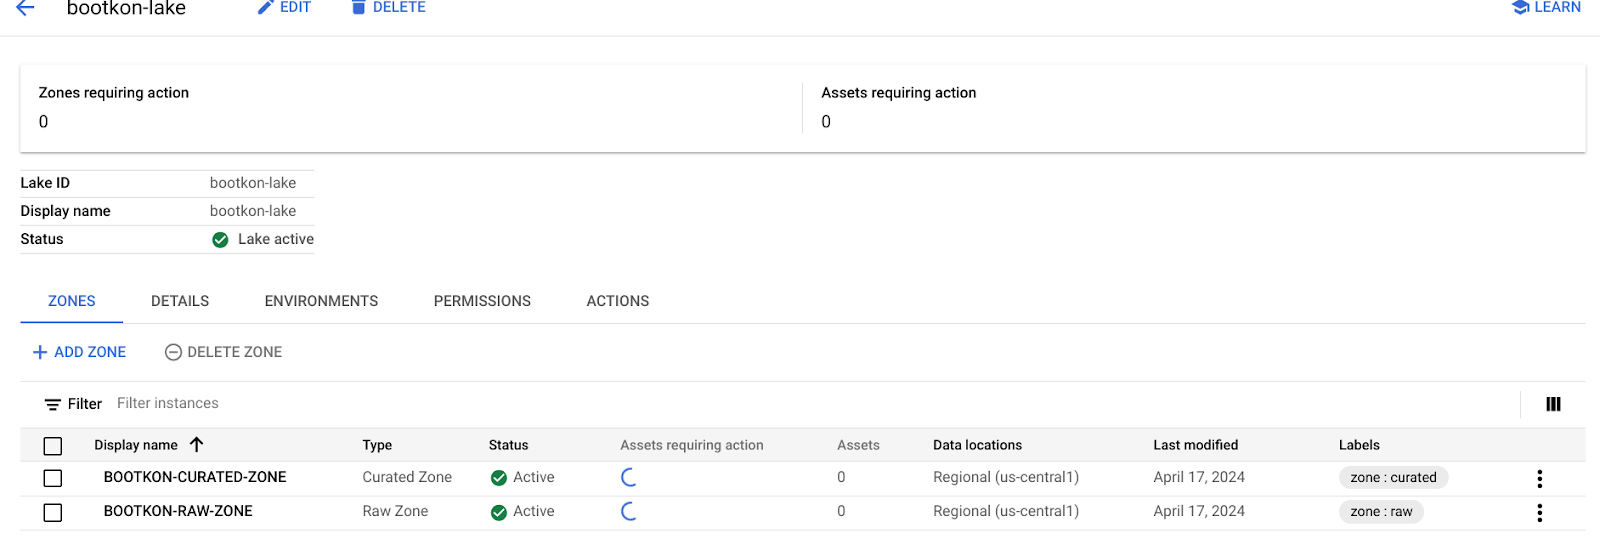 bootkon-lake EDIT DELETE LEARN
Zones requiring action Assets requiring action
0 0
Lake ID bootkon-lake
Display name bootkon-lake
Status Lake active
ZONES DETAILS ENVIRONMENTS PERMISSIONS ACTIONS
ADD ZONE DELETE ZONE
Filter Filter instances
Display name Type Status Assets requiring action Assets Data locations Last modified Labels
BOOTKON-CURATED-ZONE Curated Zone Active 0 Regional (us-central1) April 17, 2024 zone : curated
BOOTKON-RAW-ZONE Raw Zone Active 0 Regional (us-central1) April 17, 2024 zone : raw